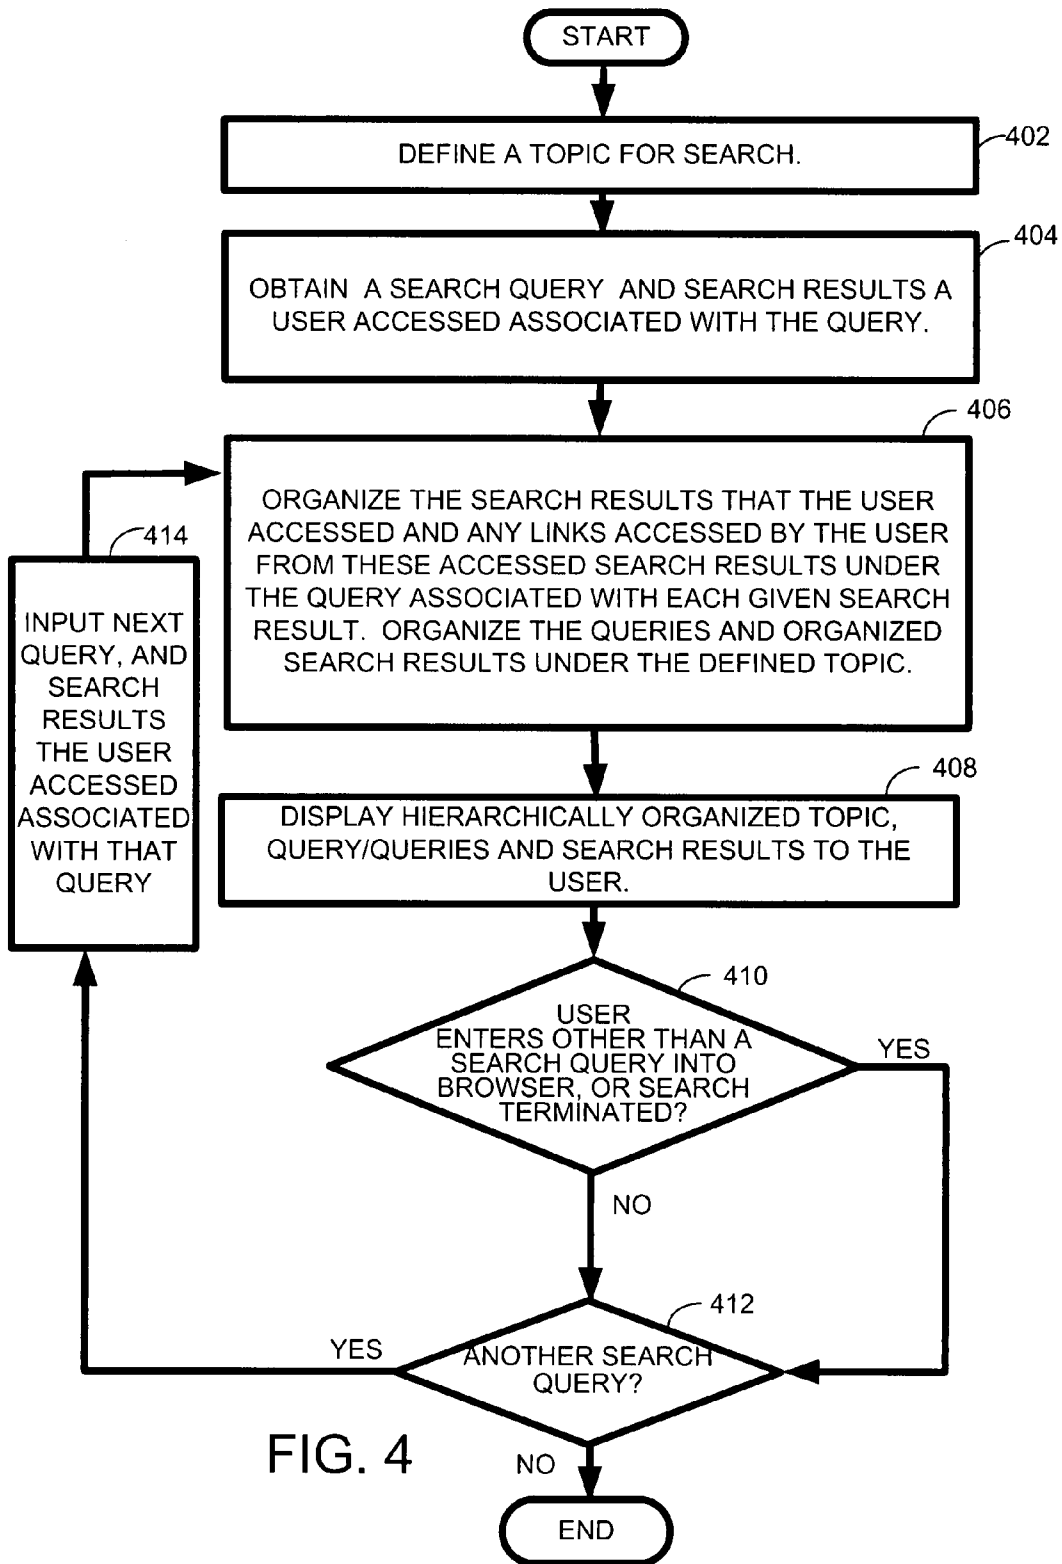 START
DEFINE A TOPIC FOR SEARCH.
402
404
OBTAIN A SEARCH QUERY AND SEARCH RESULTS A
USER ACCESSED ASSOCIATED WITH THE QUERY.
406
ORGANIZE THE SEARCH RESULTS THAT THE USER
ACCESSED AND ANY LINKS ACCESSED BY THE USER
FROM THESE ACCESSED SEARCH RESULTS UNDER
THE QUERY ASSOCIATED WITH EACH GIVEN SEARCH
RESULT. ORGANIZE THE QUERIES AND ORGANIZED
SEARCH RESULTS UNDER THE DEFINED TOPIC.
414
INPUT NEXT
QUERY, AND
SEARCH
RESULTS
THE USER
ACCESSED
ASSOCIATED
WITH THAT
QUERY
408
DISPLAY HIERARCHICALLY ORGANIZED TOPIC,
QUERY/QUERIES AND SEARCH RESULTS TO THE
USER.
410
USER
ENTERS OTHER THAN A
SEARCH QUERY INTO
BROWSER, OR SEARCH
TERMINATED?
YES
NO
412
YES
ANOTHER SEARCH
QUERY?
FIG. 4
NO
END